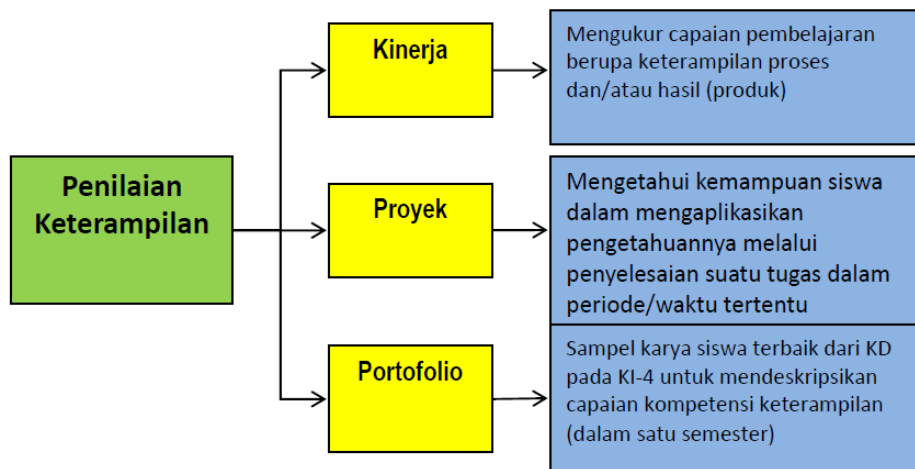 Penilaian
Keterampilan
Kinerja
Mengukur capaian pembelajaran
berupa keterampilan proses
dan/atau hasil (produk)
Proyek
Mengetahui kemampuan siswa
dalam mengaplikasikan
pengetahuannya melalui
penyelesaian suatu tugas dalam
periode/waktu tertentu
Portofolio
Sampel karya siswa terbaik dari KD
pada KI-4 untuk mendeskripsikan
capaian kompetensi keterampilan
(dalam satu semester)